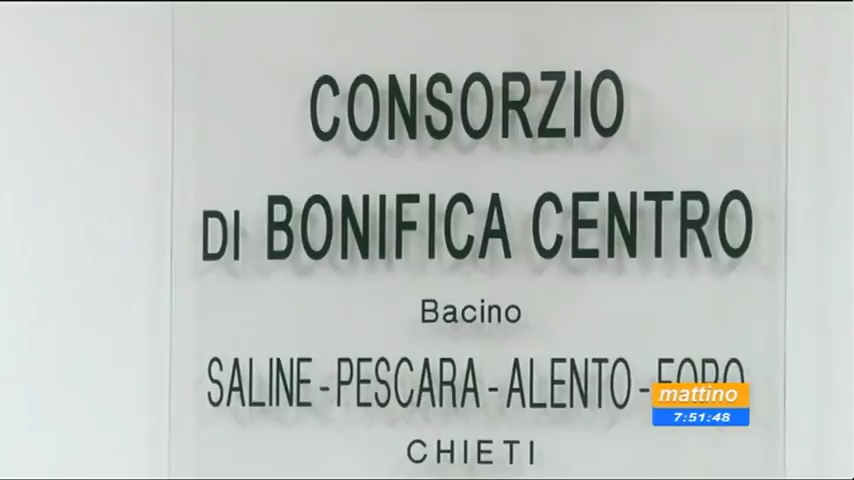 CONSORZIO
DI BONIFICA CENTRO
Bacino
SALINE - PESCARA - ALENTO - FORO
mattino
7:51:48
CHIETI